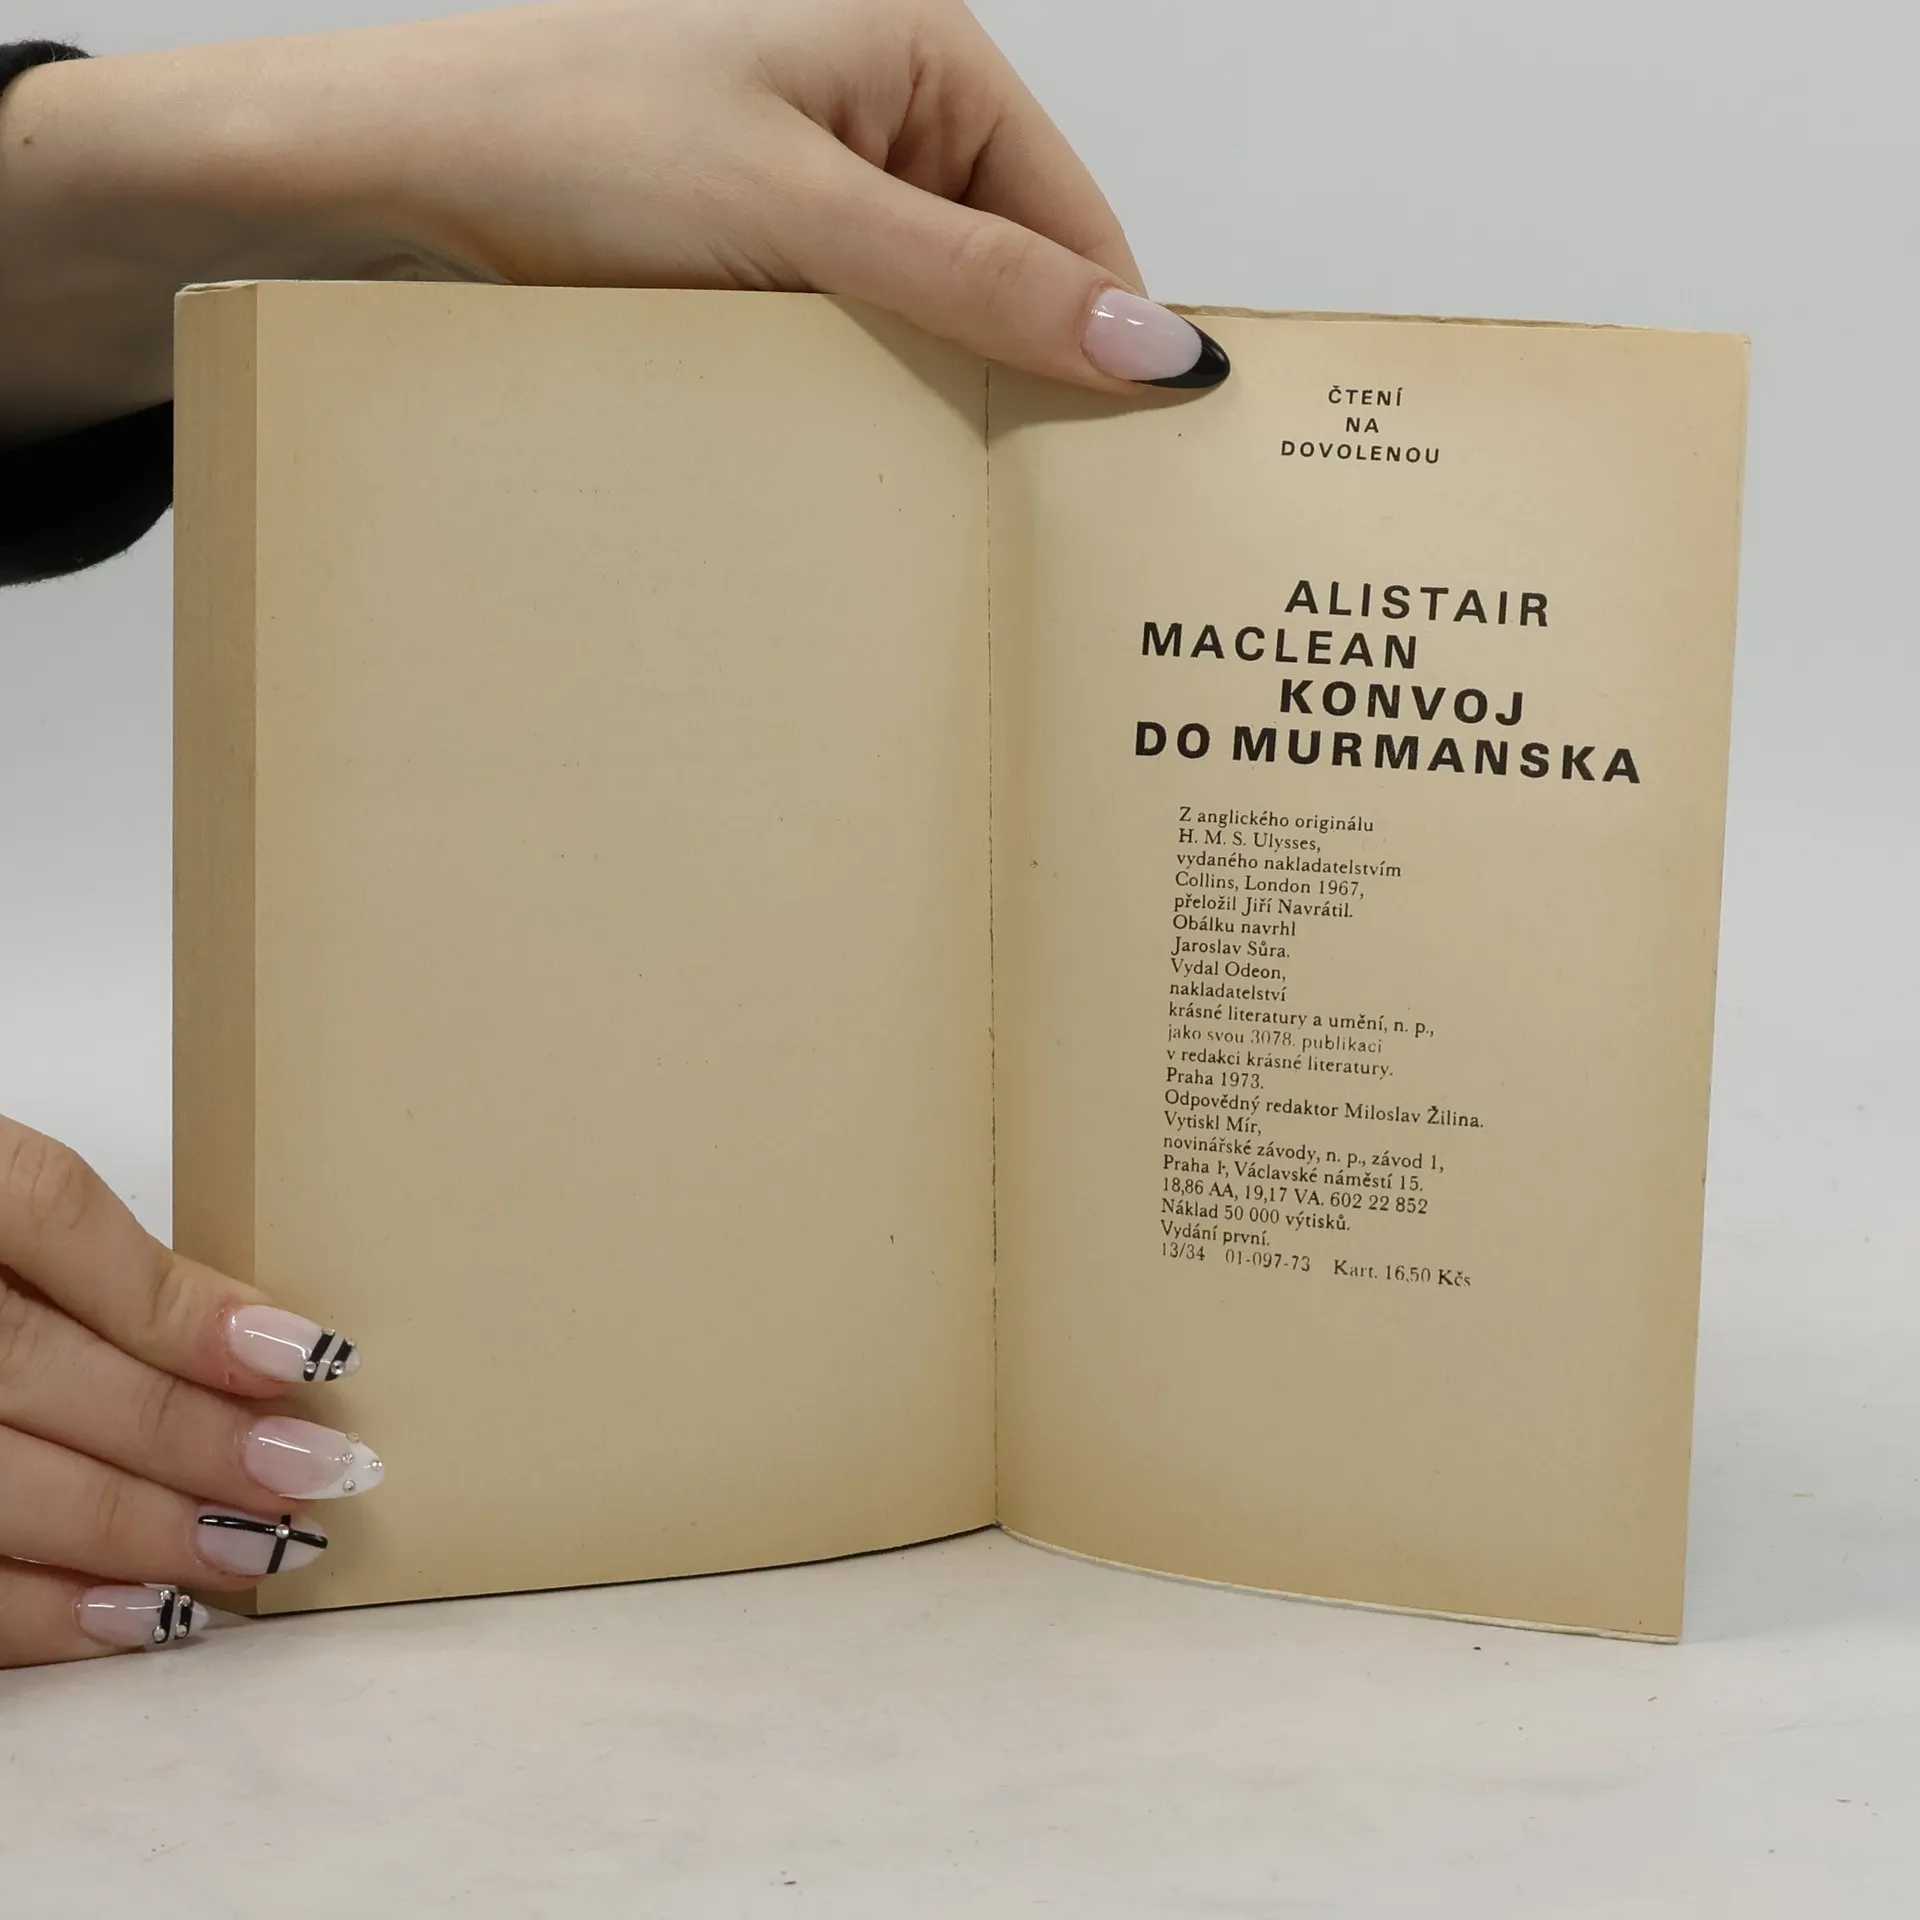 ČTENÍ
NA
DOVOLENOU
ALISTAIR
MACLEAN
KONVOJ
DO MURMANSKA
Z anglického originálu
H. M. S. Ulysses,
vydaného nakladatelstvím
Collins, London 1967,
přeložil Jiří Navrátil.
Obálku navrhl
Jaroslav Sůra.
Vydal Odeon,
nakladatelství
krásné literatury a umění, n. p.,
jako svou 3078. publikaci
v redakci krásné literatury.
Praha 1973.
Odpovědný redaktor Miloslav Žilina.
Vytiskl Mír,
novinářské závody, n. p., závod 1,
Praha 1, Václavské náměstí 15.
18,86 AA, 19,17 VA. 602 22 852
Náklad 50 000 výtisků.
Vydání první.
13/34 01-097-73 Kart. 16,50 Kčs